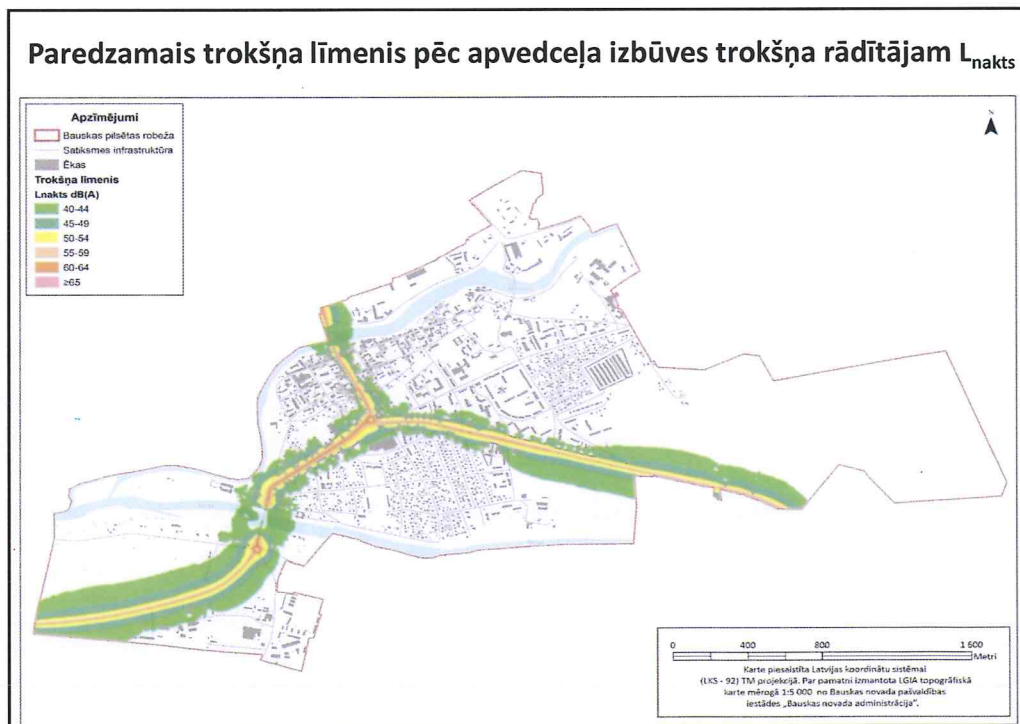 Paredzamais trokšņa līmenis pēc apvedceļa izbūves trokšņa rādītājam Lnakts
Apzīmējumi
Bauskas pilsētas robeža
Satiksmes infrastruktūra
Ēkas
Trokšņa līmenis
Lnakts dB(A)
40-44
45-49
50-54
55-59
60-64
≥65
N
0 400 800 1 600
Metri
Karte piesaistīta Latvijas koordinātu sistēmai
(LKS - 92) TM projekcijā. Par pamatni izmantota LGIA topogrāfiskā
karte mērogā 1:5 000 no Bauskas novada pašvaldības
iestādes „Bauskas novada administrācija".